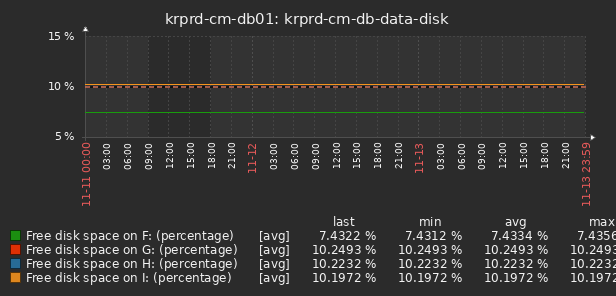 krprd-cm-db01: krprd-cm-db-data-disk
15 %
10 %
5 %
11-11 00:00 03:00 06:00 09:00 12:00 15:00 18:00 21:00 11-12 03:00 06:00 09:00 12:00 15:00 18:00 21:00 11-13 03:00 06:00 09:00 12:00 15:00 18:00 21:00 11-13 23:59
last min avg max
Free disk space on F: (percentage) [avg] 7.4322 % 7.4312 % 7.4334 % 7.4356
Free disk space on G: (percentage) [avg] 10.2493 % 10.2493 % 10.2493 % 10.2493
Free disk space on H: (percentage) [avg] 10.2232 % 10.2232 % 10.2232 % 10.2232
Free disk space on I: (percentage) [avg] 10.1972 % 10.1972 % 10.1972 % 10.1972